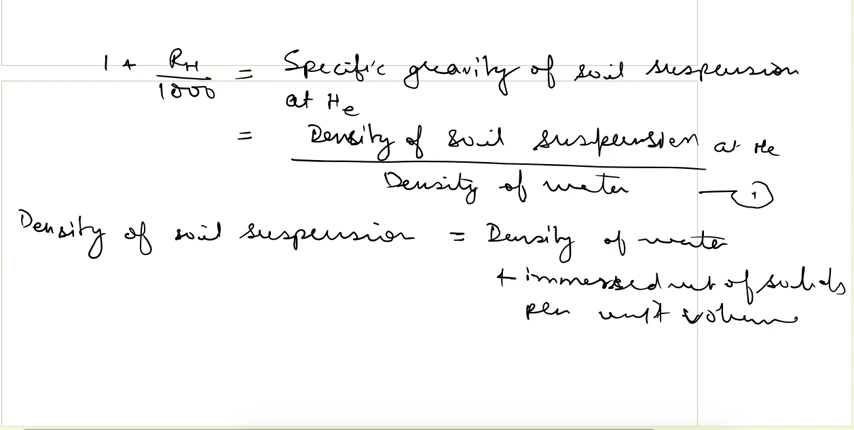 1 + R_H/1000 = Specific gravity of soil suspension
at He
= Density of soil suspension at He
Density of water —①
Density of soil suspension = Density of water
+ immersed wt of solids
per unit volume